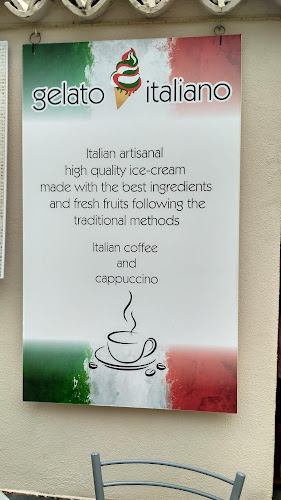 gelato italiano
Italian artisanal
high quality ice-cream
made with the best ingredients
and fresh fruits following the
traditional methods
Italian coffee
and
cappuccino